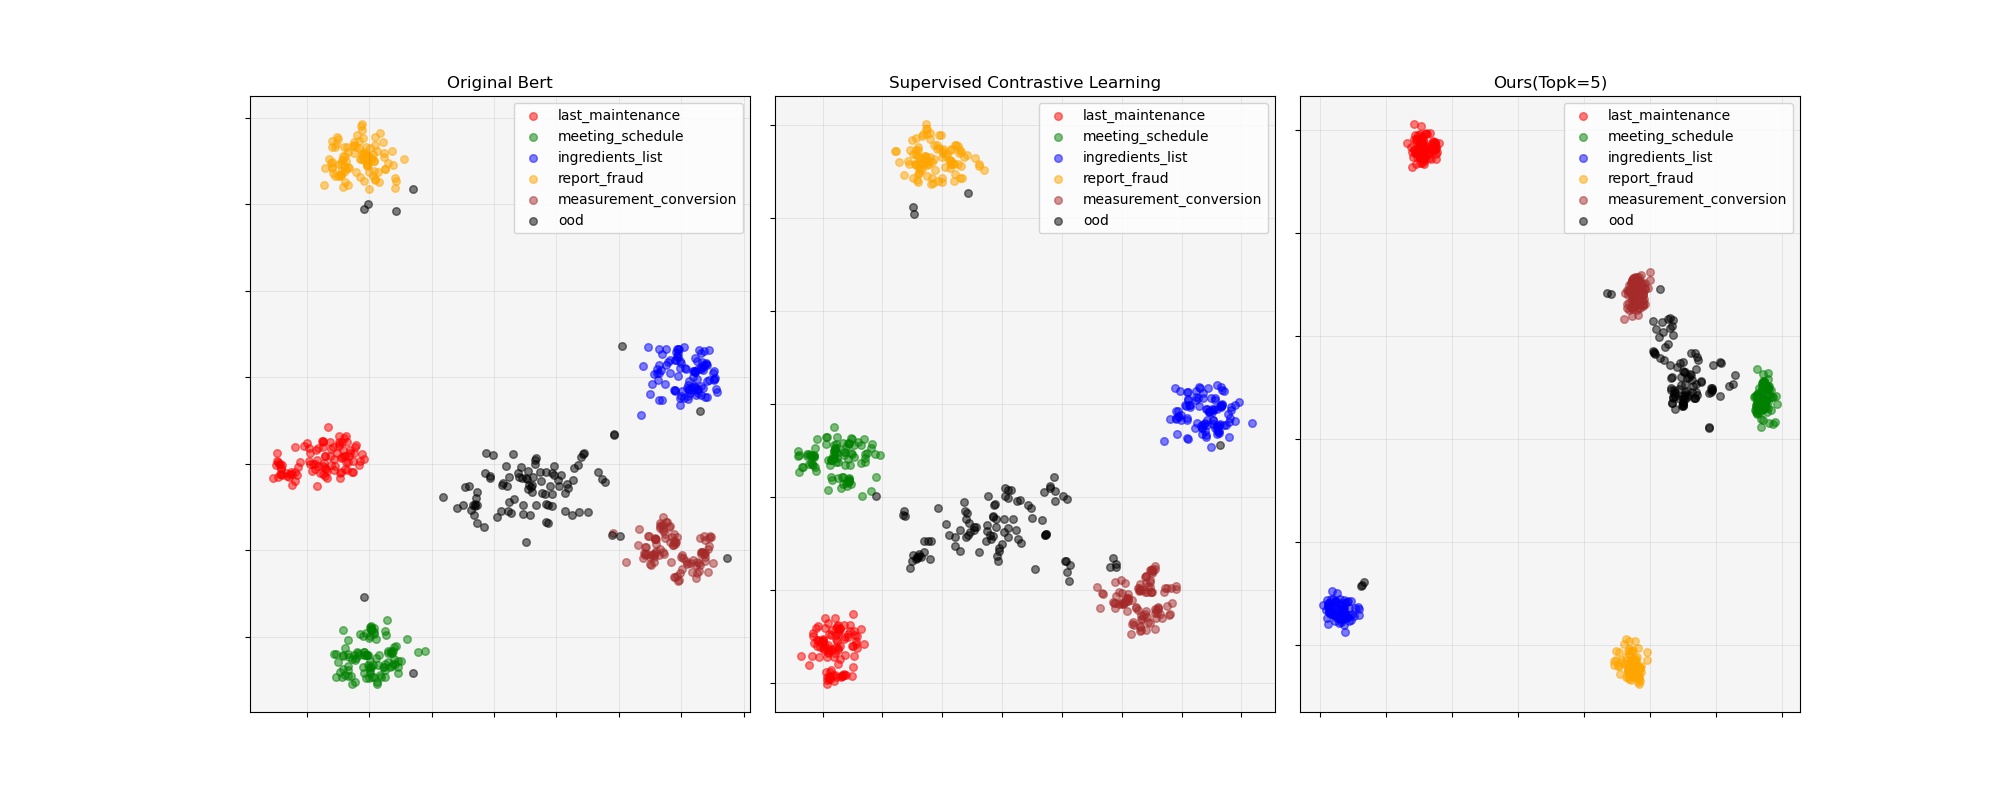 Original Bert
last_maintenance
meeting_schedule
ingredients_list
report_fraud
measurement_conversion
ood
Supervised Contrastive Learning
last_maintenance
meeting_schedule
ingredients_list
report_fraud
measurement_conversion
ood
Ours(Topk=5)
last_maintenance
meeting_schedule
ingredients_list
report_fraud
measurement_conversion
ood